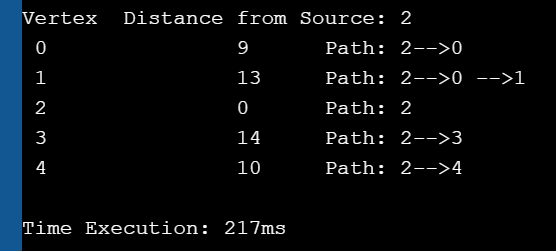 Vertex  Distance from Source: 2
0 9 Path: 2-->0
1 13 Path: 2-->0 -->1
2 0 Path: 2
3 14 Path: 2-->3
4 10 Path: 2-->4
Time Execution: 217ms